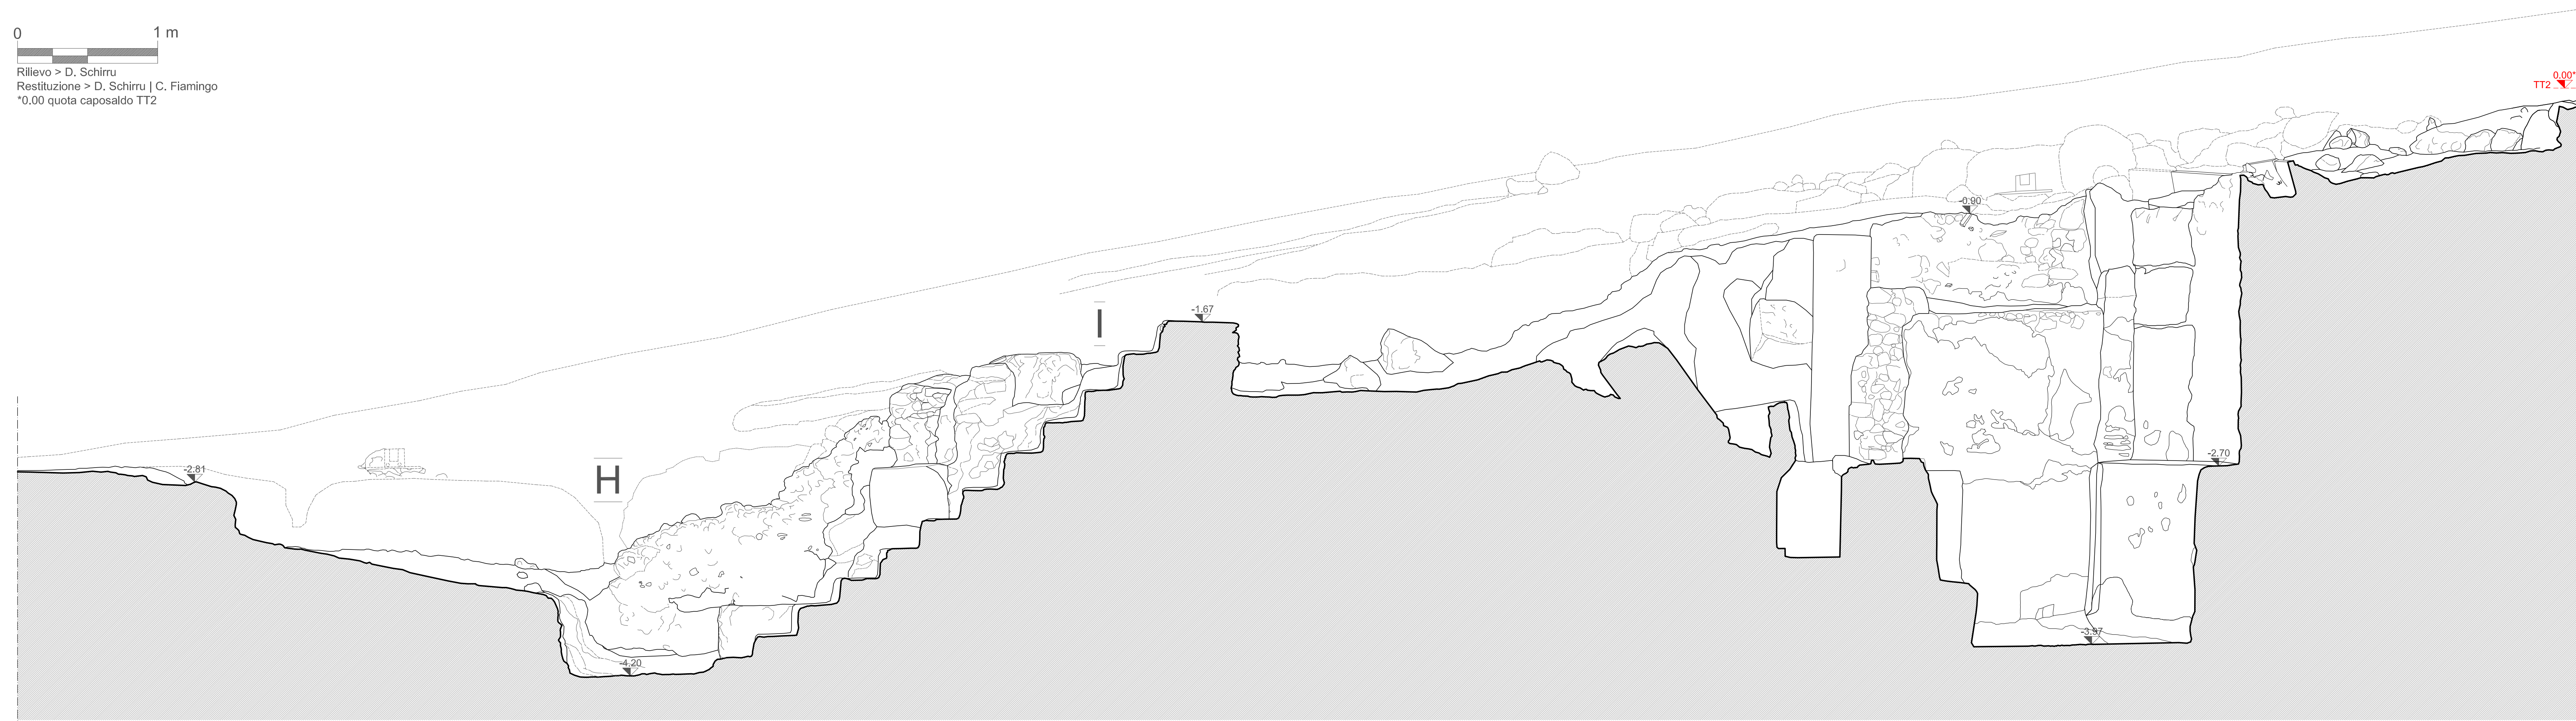 0 1 m
Rilievo > D. Schirru
Restituzione > D. Schirru | C. Fiamingo
*0.00 quota caposaldo TT2
0.00*
TT2
-0.90
-1.67
I
-2.81
H
-2.70
-4.20
-3.97